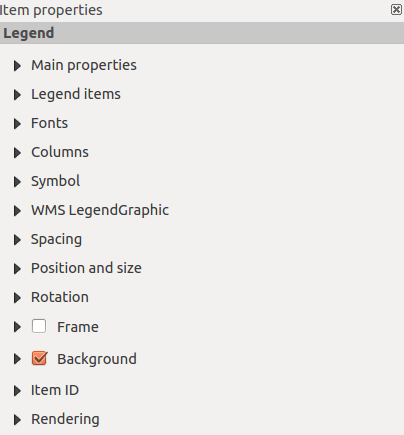 Item properties
Legend
Main properties
Legend items
Fonts
Columns
Symbol
WMS LegendGraphic
Spacing
Position and size
Rotation
Frame
Background
Item ID
Rendering